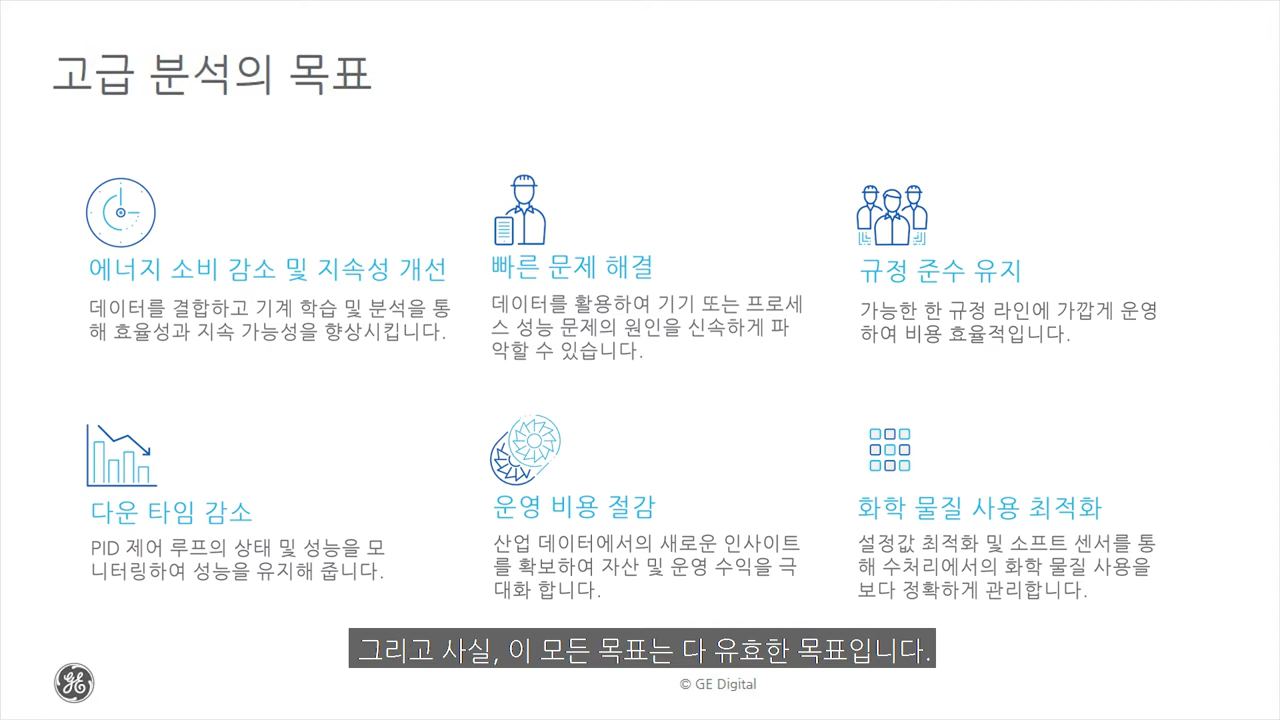 고급 분석의 목표
에너지 소비 감소 및 지속성 개선
데이터를 결합하고 기계 학습 및 분석을 통
해 효율성과 지속 가능성을 향상시킵니다.
빠른 문제 해결
데이터를 활용하여 기기 또는 프로세
스 성능 문제의 원인을 신속하게 파
악할 수 있습니다.
규정 준수 유지
가능한 한 규정 라인에 가깝게 운영
하여 비용 효율적입니다.
다운 타임 감소
PID 제어 루프의 상태 및 성능을 모
니터링하여 성능을 유지해 줍니다.
운영 비용 절감
산업 데이터에서의 새로운 인사이트
를 확보하여 자산 및 운영 수익을 극
대화 합니다.
화학 물질 사용 최적화
설정값 최적화 및 소프트 센서를 통
해 수처리에서의 화학 물질 사용을
보다 정확하게 관리합니다.
그리고 사실, 이 모든 목표는 다 유효한 목표입니다.
GE
© GE Digital